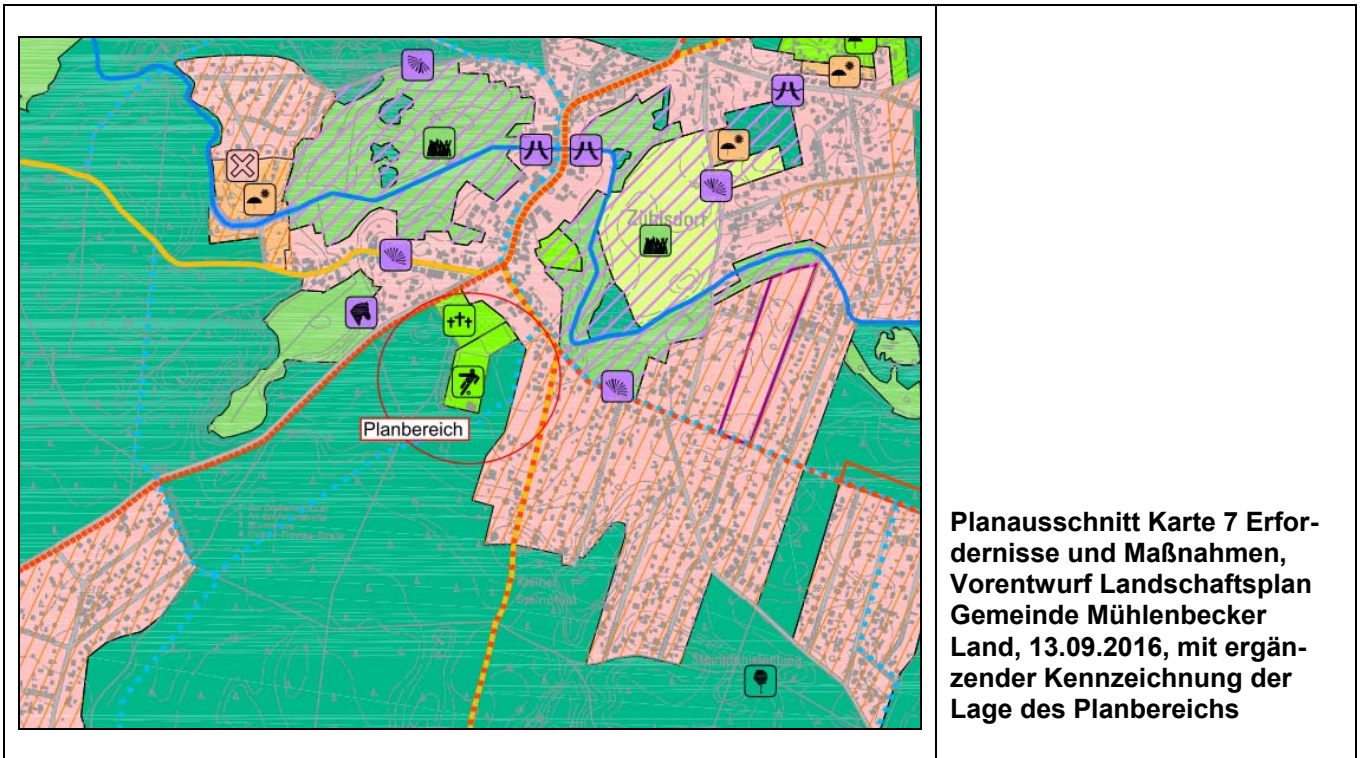 Zühlsdorf
Planbereich
Planausschnitt Karte 7 Erfor-
dernisse und Maßnahmen,
Vorentwurf Landschaftsplan
Gemeinde Mühlenbecker
Land, 13.09.2016, mit ergän-
zender Kennzeichnung der
Lage des Planbereichs